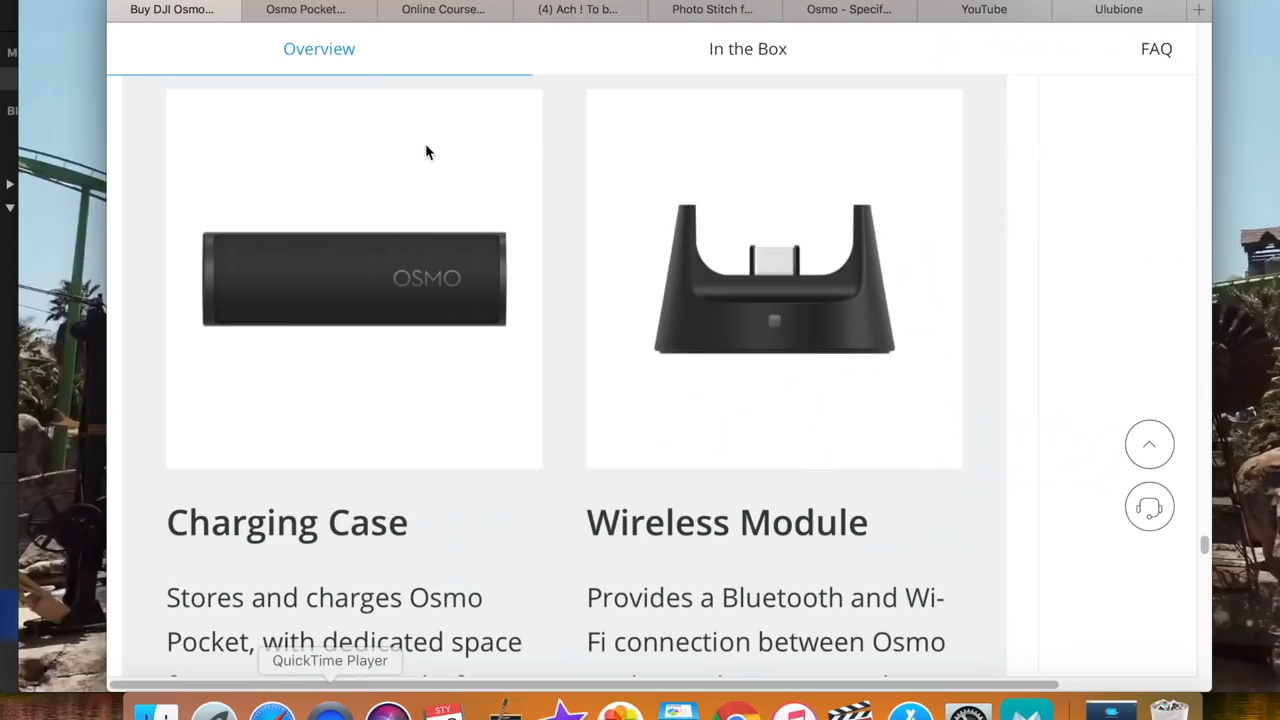 Buy DJI Osmo...
Osmo Pocket...
Online Course...
(4) Ach ! To b...
Photo Stitch f...
Osmo - Specif...
YouTube
Ulubione
Overview
In the Box
FAQ
OSMO
Charging Case
Wireless Module
Stores and charges Osmo
Pocket, with dedicated space
Provides a Bluetooth and Wi-
Fi connection between Osmo
QuickTime Player
STY